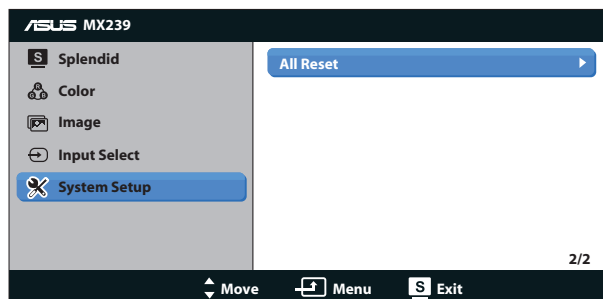 ASUS MX239
S Splendid
Color
Image
Input Select
System Setup
All Reset
2/2
Move Menu S Exit